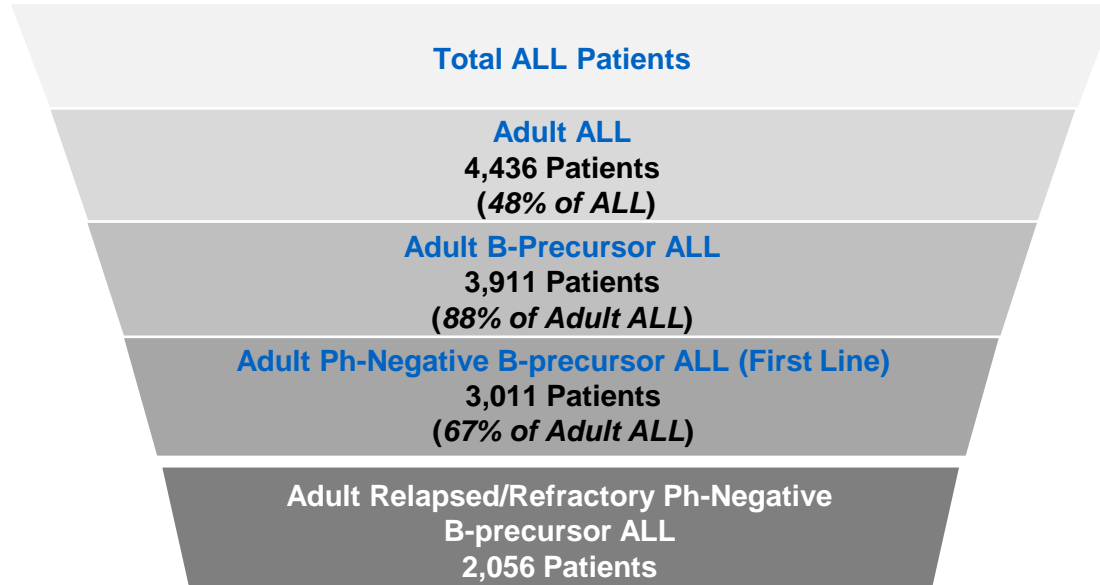 Total ALL Patients
Adult ALL
4,436 Patients
(48% of ALL)
Adult B-Precursor ALL
3,911 Patients
(88% of Adult ALL)
Adult Ph-Negative B-precursor ALL (First Line)
3,011 Patients
(67% of Adult ALL)
Adult Relapsed/Refractory Ph-Negative
B-precursor ALL
2,056 Patients